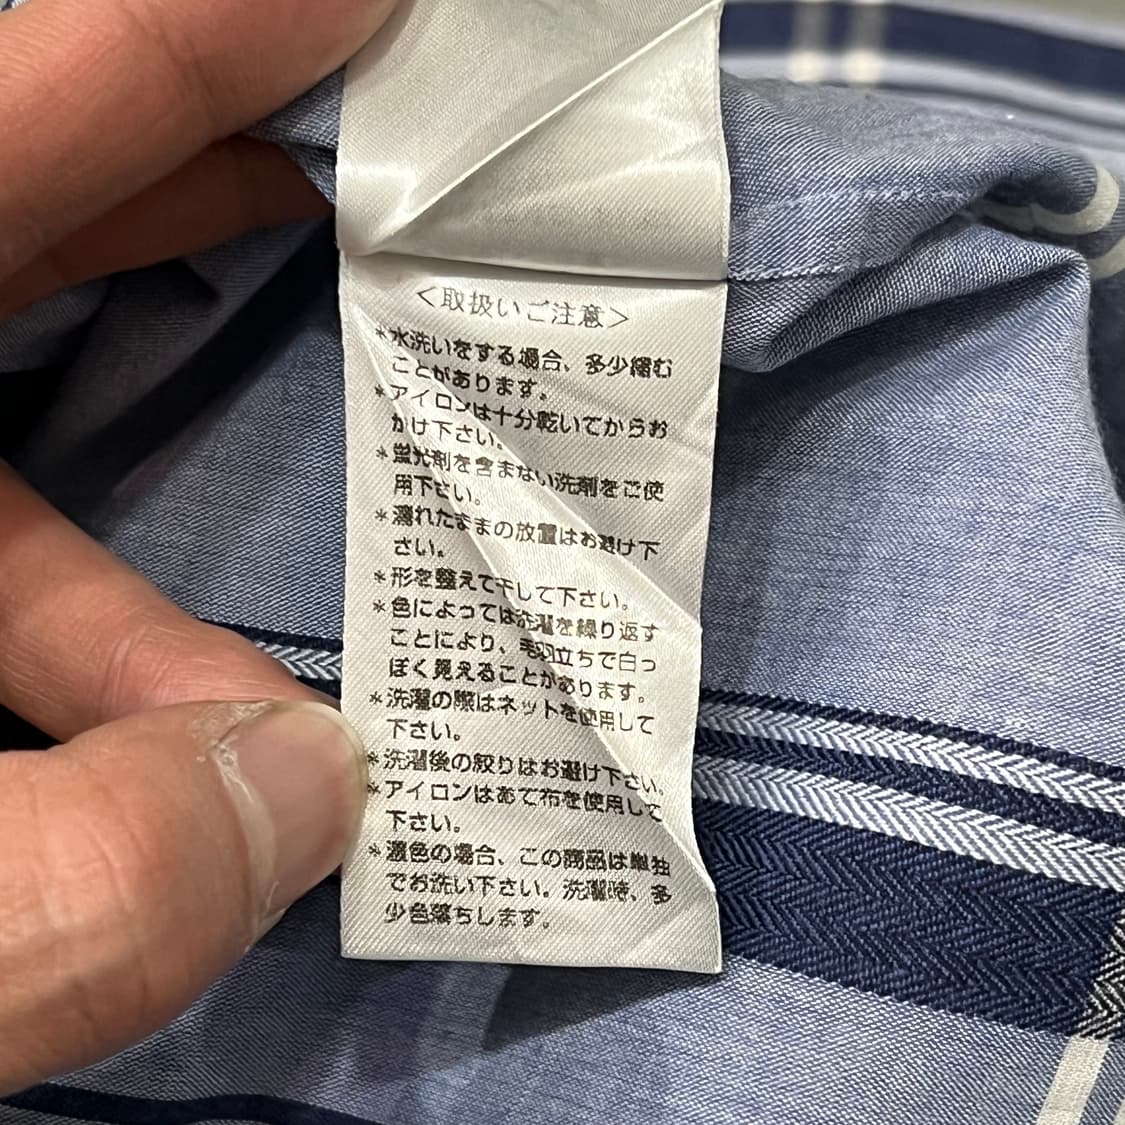 <取扱いご注意>
*水洗いをする場合、多少縮む
ことがあります。
*アイロンは十分乾いてからお
かけ下さい。
*蛍光剤を含まない洗剤をご使
用下さい。
*濡れたままの放置はお避け下
さい。
*形を整えて干して下さい。
*色によっては洗濯を繰り返す
ことにより、毛羽立ちで白っ
ぽく見えることがあります。
*洗濯の際はネットを使用して
下さい。
*洗濯後の絞りはお避け下さい。
*アイロンはあて布を使用して
下さい。
*濃色の場合、この商品は単独
でお洗い下さい。洗濯時、多
少色落ちします。